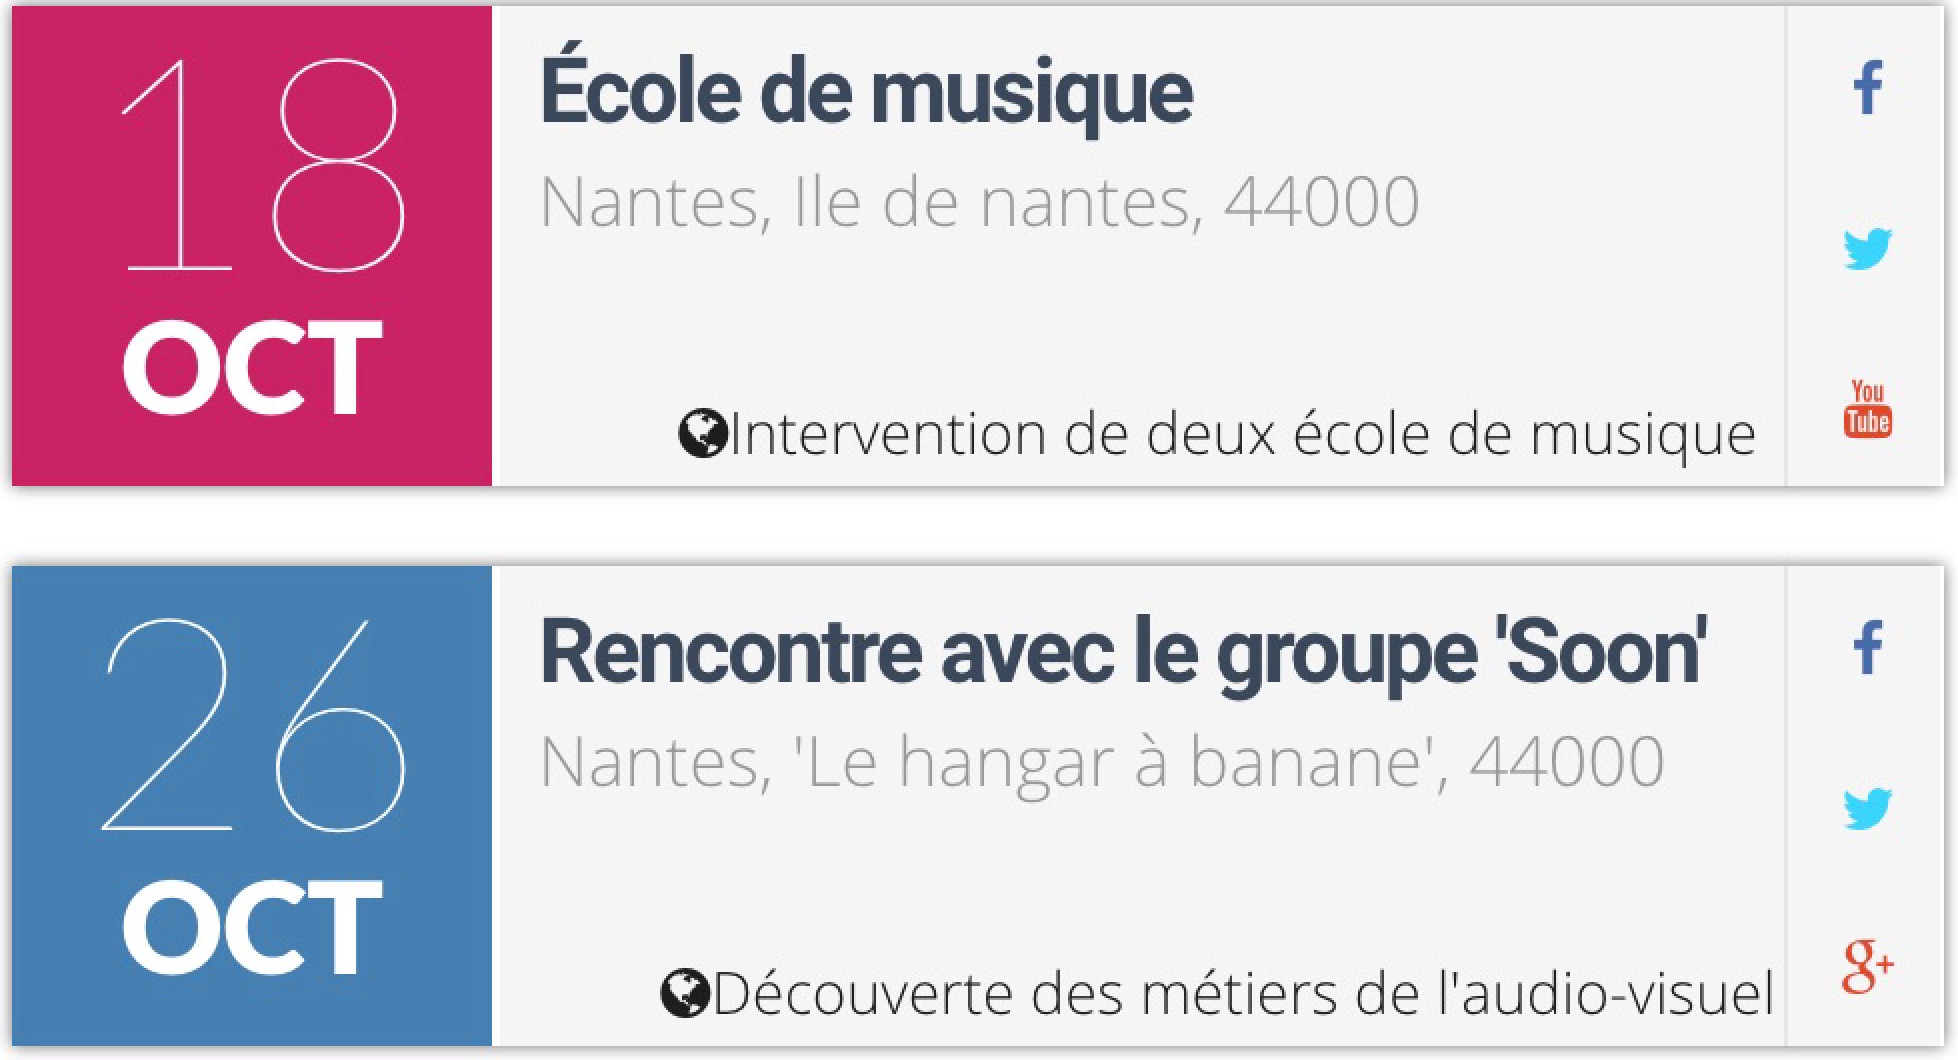 18
OCT
École de musique
Nantes, Ile de nantes, 44000
Intervention de deux école de musique
f
You
Tube
26
OCT
Rencontre avec le groupe 'Soon'
Nantes, 'Le hangar à banane', 44000
Découverte des métiers de l'audio-visuel
f
g+